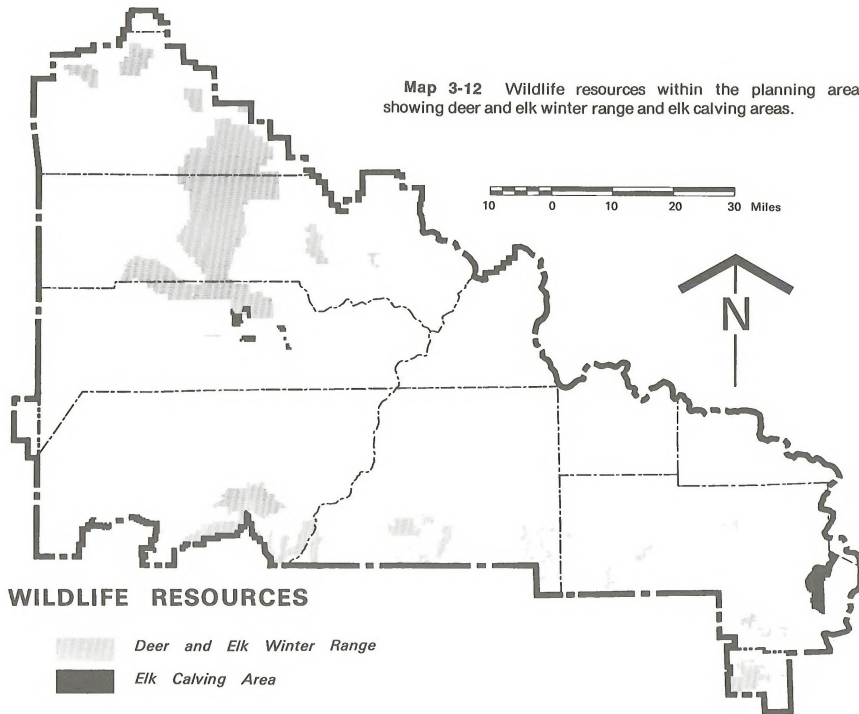 Map 3-12 Wildlife resources within the planning area
showing deer and elk winter range and elk calving areas.
10 0 10 20 30 Miles
N
WILDLIFE RESOURCES
Deer and Elk Winter Range
Elk Calving Area